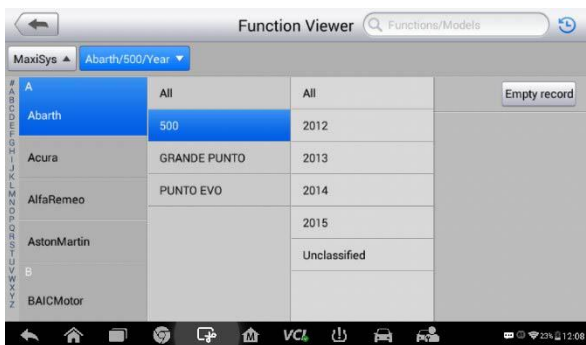 Function Viewer
Functions/Models
MaxiSys ▲
Abarth/500/Year ▼
#
A
B
C
D
E
F
G
H
I
J
K
L
M
N
O
P
Q
R
S
T
U
V
W
X
Y
Z
A
Abarth
Acura
AlfaRomeo
AstonMartin
B
BAICMotor
All
500
GRANDE PUNTO
PUNTO EVO
All
2012
2013
2014
2015
Unclassified
Empty record
VCI
23% 12:08